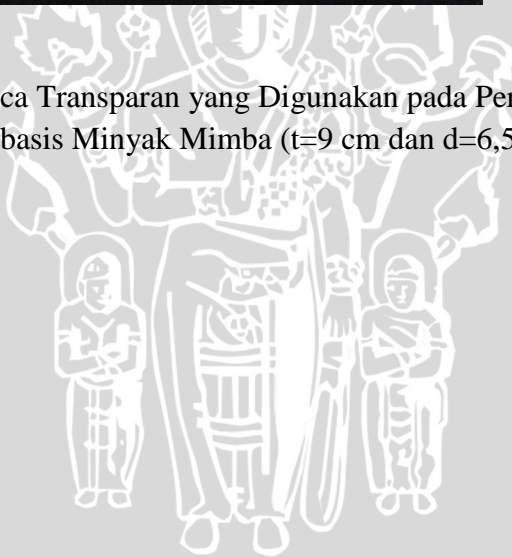 ca Transparan yang Digunakan pada Per
basis Minyak Mimba (t=9 cm dan d=6,5